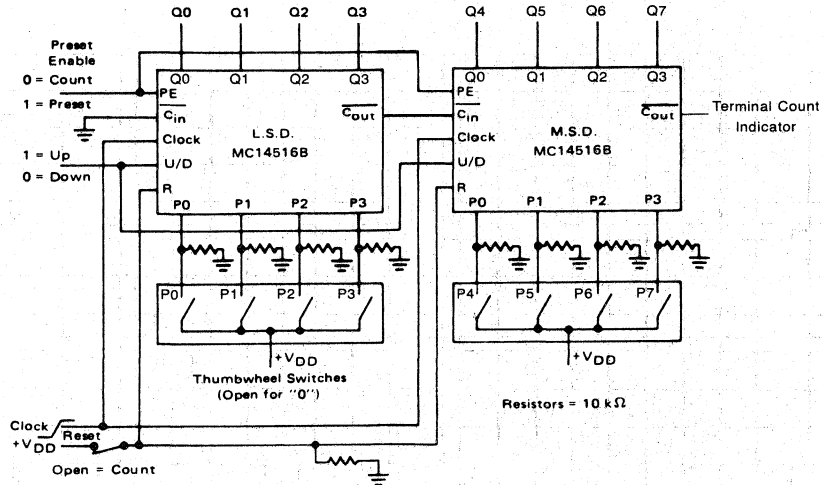 Q0 Q1 Q2 Q3 Q4 Q5 Q6 Q7
Preset
Enable
0 = Count
1 = Preset
1 = Up
0 = Down
Q0 Q1 Q2 Q3
PE
Cin
Clock
U/D
R
Cout
L.S.D.
MC14516B
P0 P1 P2 P3
Q0 Q1 Q2 Q3
PE
Cin
Clock
U/D
R
Cout
M.S.D.
MC14516B
P0 P1 P2 P3
Terminal Count
Indicator
P0 P1 P2 P3
+VDD
Thumbwheel Switches
(Open for "0")
P4 P5 P6 P7
+VDD
Resistors = 10 kΩ
Clock
+VDD
Reset
Open = Count